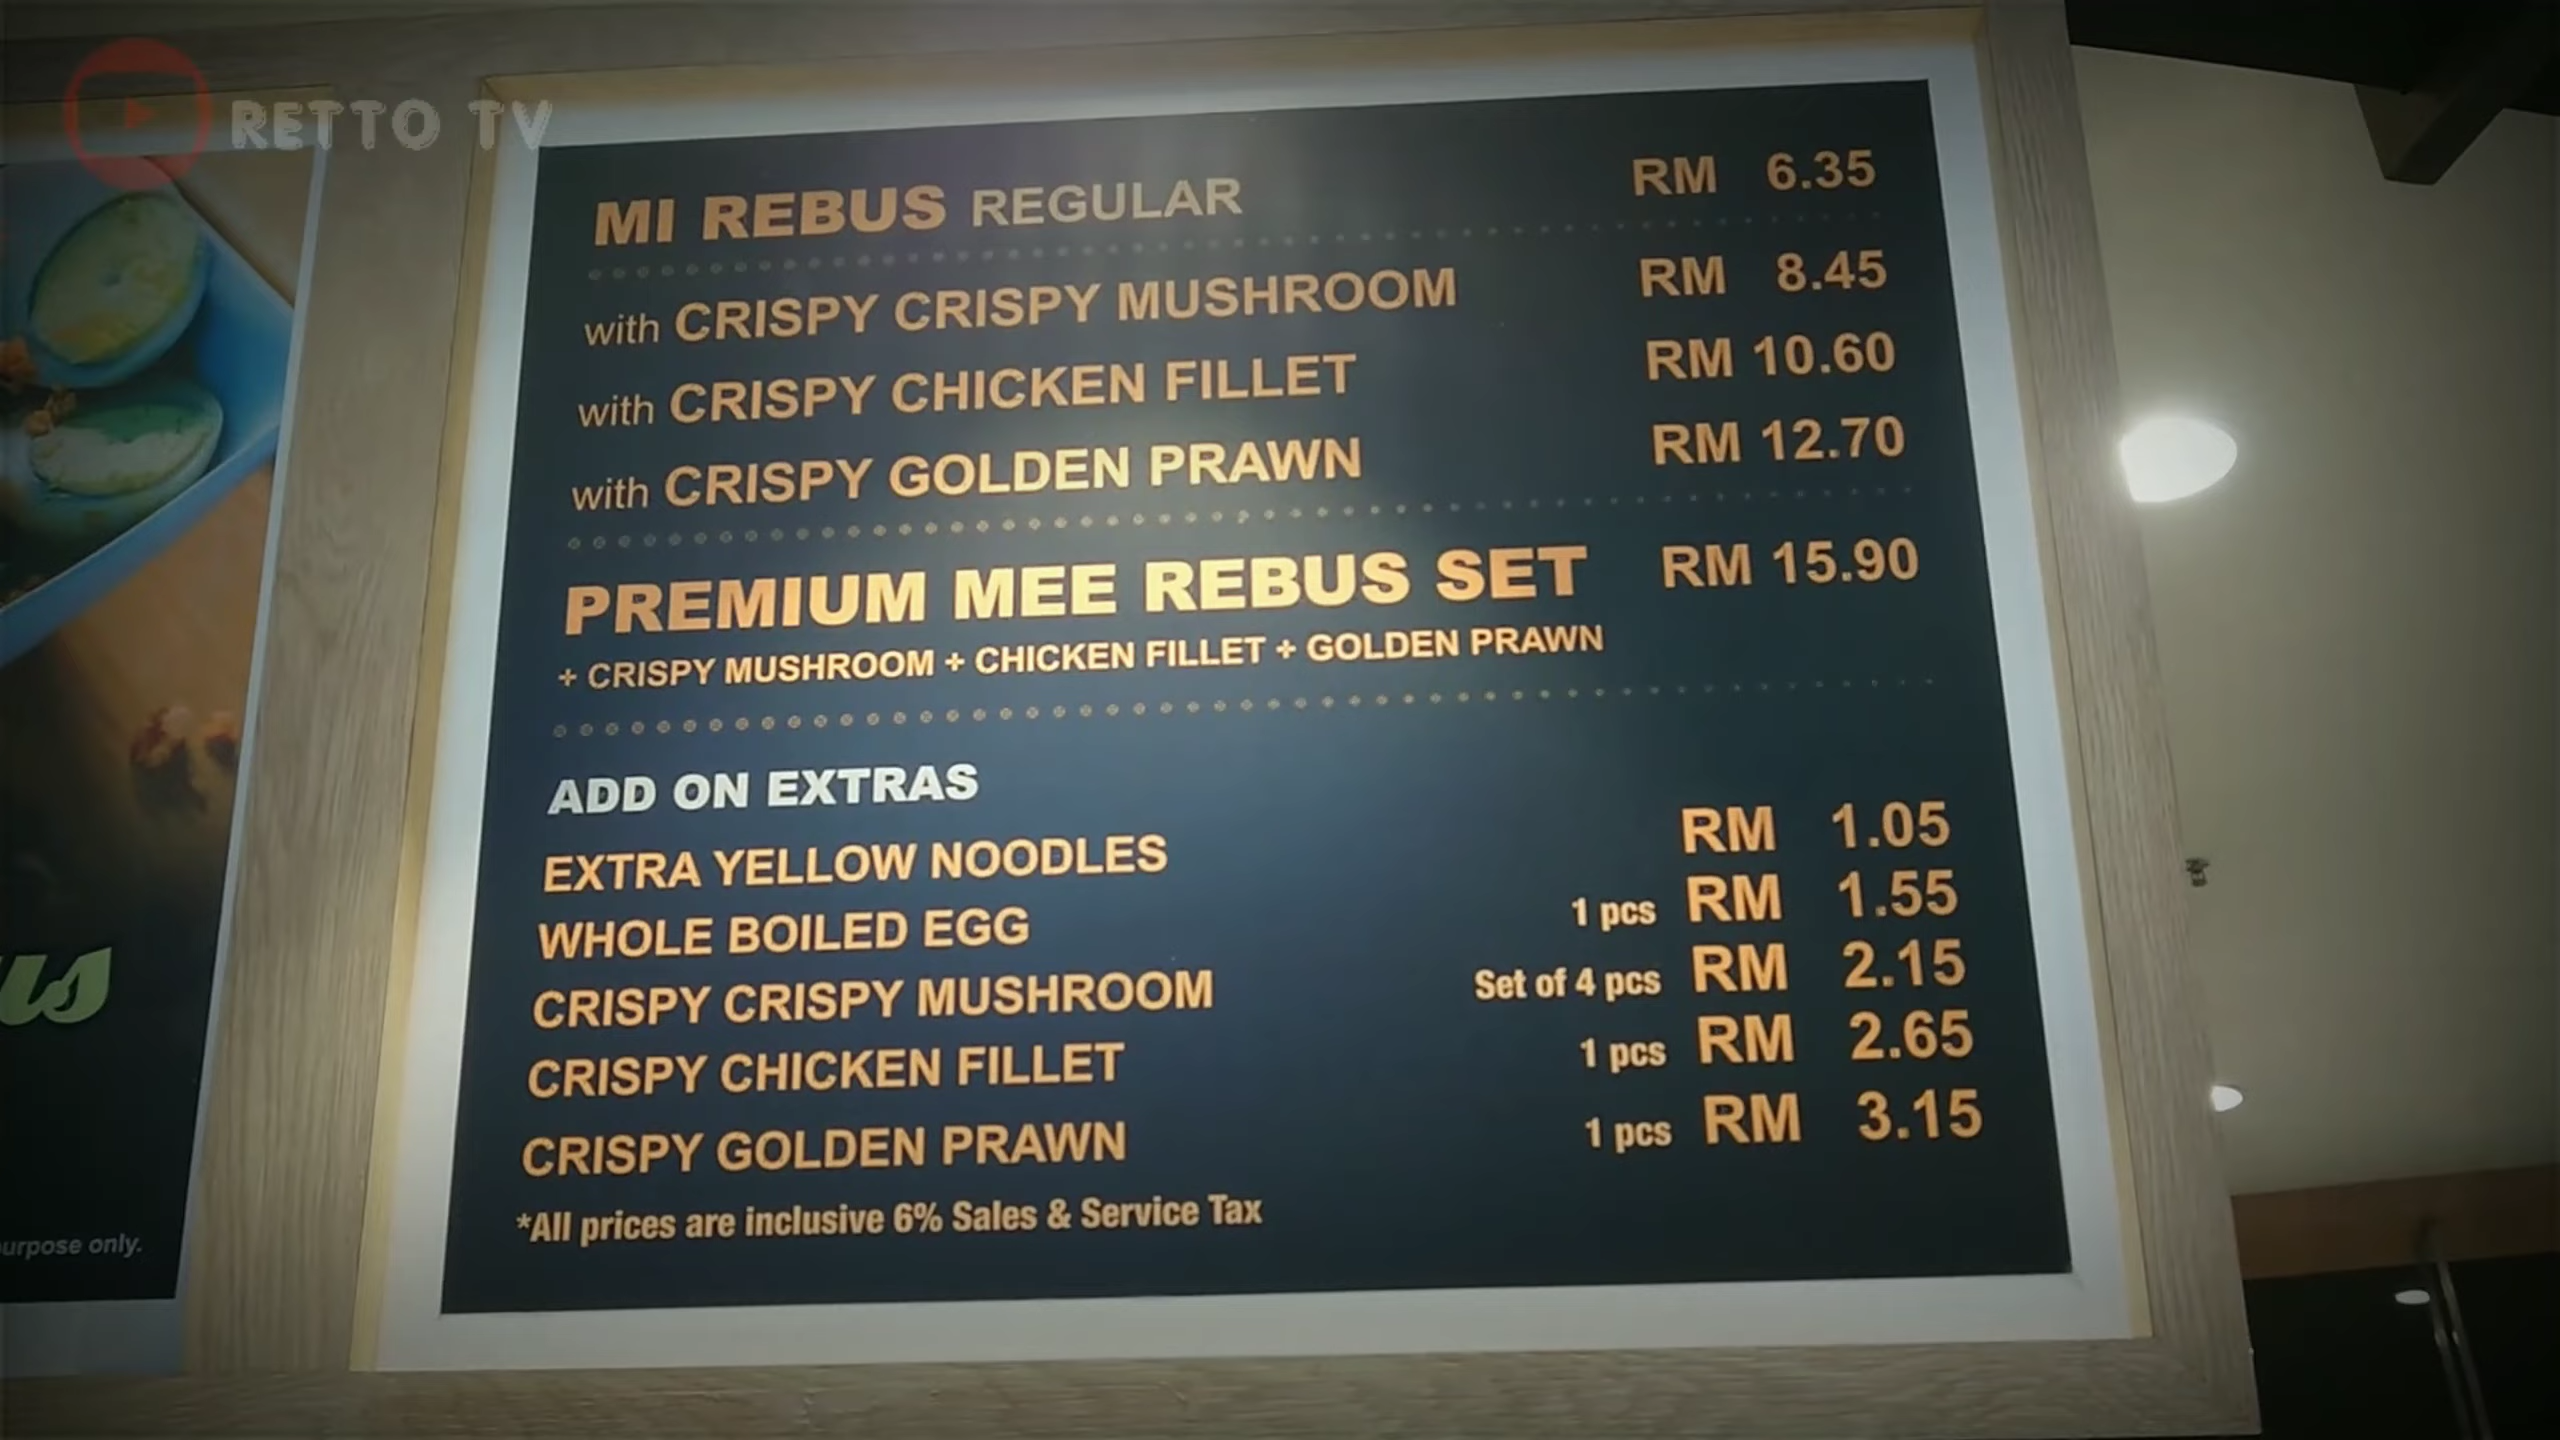 RETTO TV
MI REBUS REGULAR RM 6.35
with CRISPY CRISPY MUSHROOM RM 8.45
with CRISPY CHICKEN FILLET RM 10.60
with CRISPY GOLDEN PRAWN RM 12.70
PREMIUM MEE REBUS SET RM 15.90
+ CRISPY MUSHROOM + CHICKEN FILLET + GOLDEN PRAWN
ADD ON EXTRAS
EXTRA YELLOW NOODLES RM 1.05
WHOLE BOILED EGG 1 pcs RM 1.55
CRISPY CRISPY MUSHROOM Set of 4 pcs RM 2.15
CRISPY CHICKEN FILLET 1 pcs RM 2.65
CRISPY GOLDEN PRAWN 1 pcs RM 3.15
*All prices are inclusive 6% Sales & Service Tax
only.